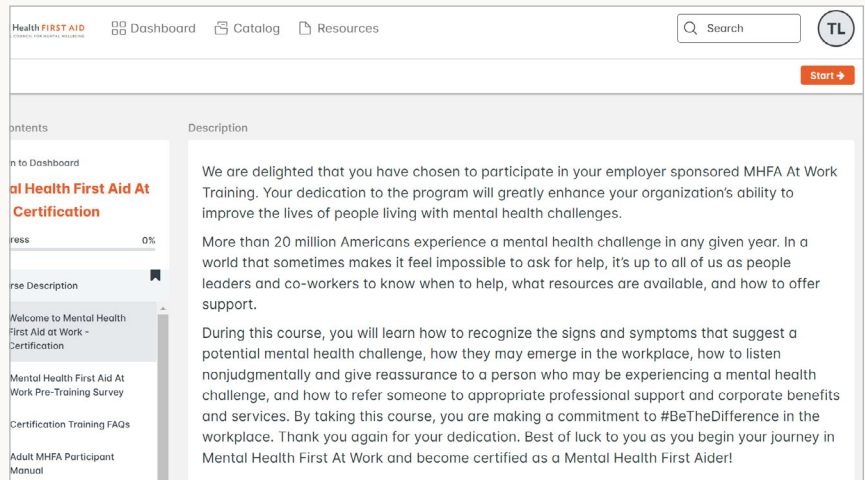 Health FIRST AID
COUNCIL FOR MENTAL WELLBEING
Dashboard
Catalog
Resources
Search
TL
Start →
ontents
n to Dashboard
al Health First Aid At
Certification
ress 0%
rse Description
Welcome to Mental Health
First Aid at Work -
Certification
Mental Health First Aid At
Work Pre-Training Survey
Certification Training FAQs
Adult MHFA Participant
Manual
Description
We are delighted that you have chosen to participate in your employer sponsored MHFA At Work
Training. Your dedication to the program will greatly enhance your organization’s ability to
improve the lives of people living with mental health challenges.
More than 20 million Americans experience a mental health challenge in any given year. In a
world that sometimes makes it feel impossible to ask for help, it’s up to all of us as people
leaders and co-workers to know when to help, what resources are available, and how to offer
support.
During this course, you will learn how to recognize the signs and symptoms that suggest a
potential mental health challenge, how they may emerge in the workplace, how to listen
nonjudgmentally and give reassurance to a person who may be experiencing a mental health
challenge, and how to refer someone to appropriate professional support and corporate benefits
and services. By taking this course, you are making a commitment to #BeTheDifference in the
workplace. Thank you again for your dedication. Best of luck to you as you begin your journey in
Mental Health First At Work and become certified as a Mental Health First Aider!